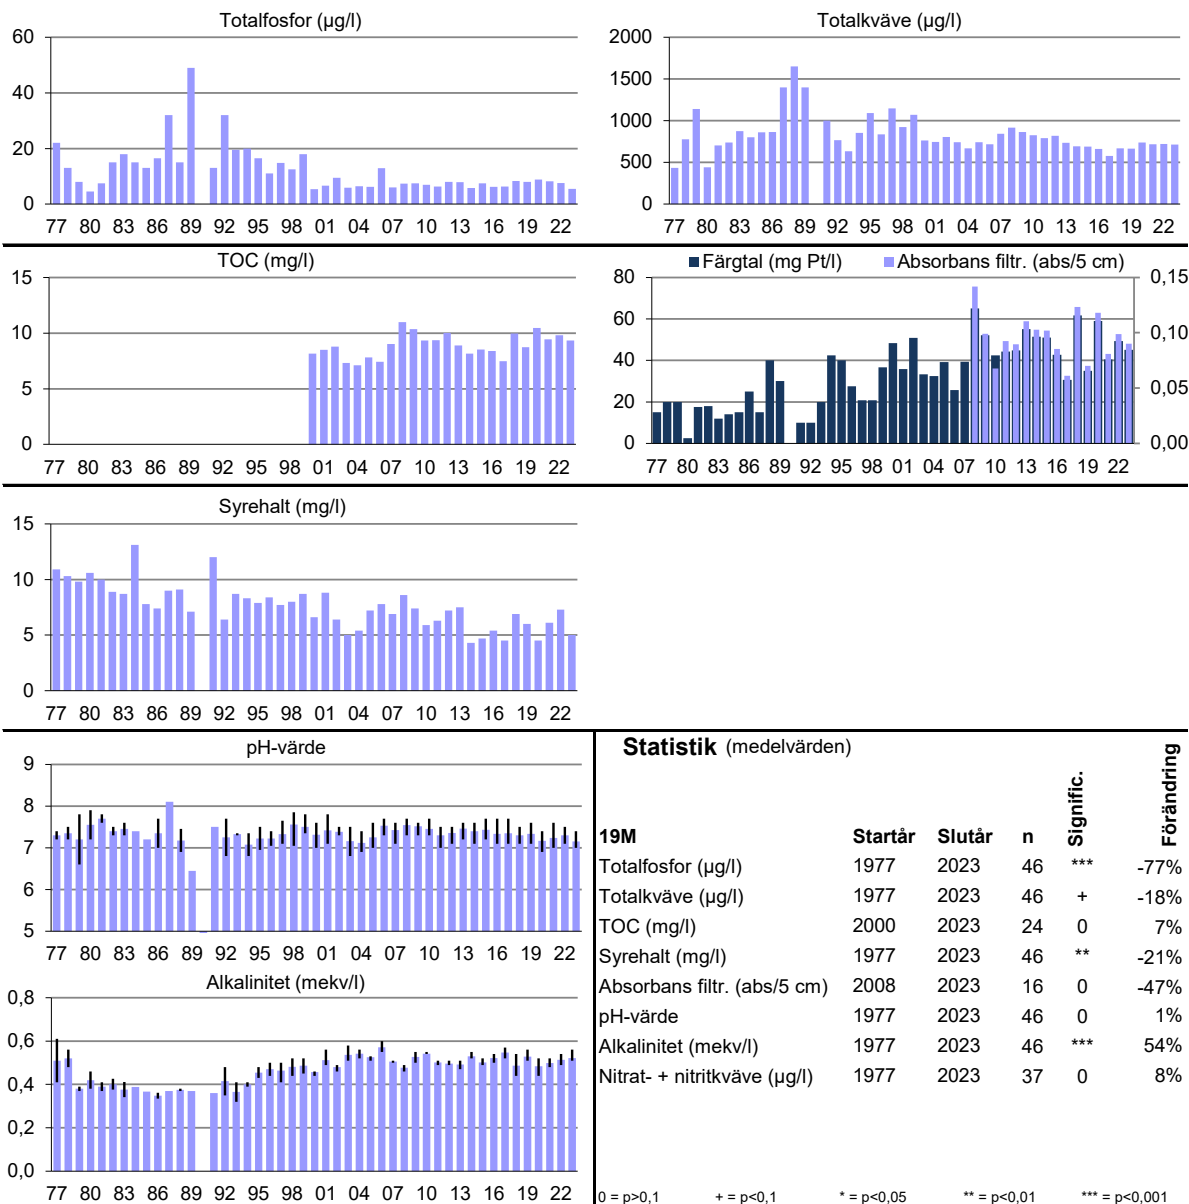 Totalfosfor (µg/l)
60
40
20
0
77 80 83 86 89 92 95 98 01 04 07 10 13 16 19 22
Totalkväve (µg/l)
2000
1500
1000
500
0
77 80 83 86 89 92 95 98 01 04 07 10 13 16 19 22
TOC (mg/l)
15
10
5
0
77 80 83 86 89 92 95 98 01 04 07 10 13 16 19 22
Färgtal (mg Pt/l) Absorbans filtr. (abs/5 cm)
80 0,15
60
0,10
40
0,05
20
0 0,00
77 80 83 86 89 92 95 98 01 04 07 10 13 16 19 22
Syrehalt (mg/l)
15
10
5
0
77 80 83 86 89 92 95 98 01 04 07 10 13 16 19 22
pH-värde
9
8
7
6
5
77 80 83 86 89 92 95 98 01 04 07 10 13 16 19 22
Alkalinitet (mekv/l)
0,8
0,6
0,4
0,2
0,0
77 80 83 86 89 92 95 98 01 04 07 10 13 16 19 22
Statistik (medelvärden)
19M Startår Slutår n Signific. Förändring
Totalfosfor (µg/l) 1977 2023 46 *** -77%
Totalkväve (µg/l) 1977 2023 46 + -18%
TOC (mg/l) 2000 2023 24 0 7%
Syrehalt (mg/l) 1977 2023 46 ** -21%
Absorbans filtr. (abs/5 cm) 2008 2023 16 0 -47%
pH-värde 1977 2023 46 0 1%
Alkalinitet (mekv/l) 1977 2023 46 *** 54%
Nitrat- + nitritkväve (µg/l) 1977 2023 37 0 8%
0 = p>0,1 + = p<0,1 * = p<0,05 ** = p<0,01 *** = p<0,001